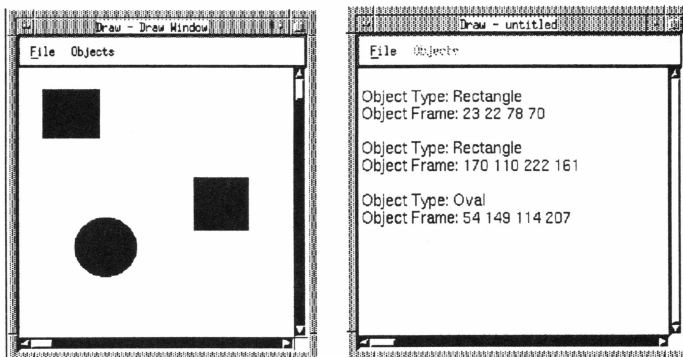 Draw - Draw Window
File Objects
Draw - untitled
File Objects
Object Type: Rectangle
Object Frame: 23 22 78 70
Object Type: Rectangle
Object Frame: 170 110 222 161
Object Type: Oval
Object Frame: 54 149 114 207